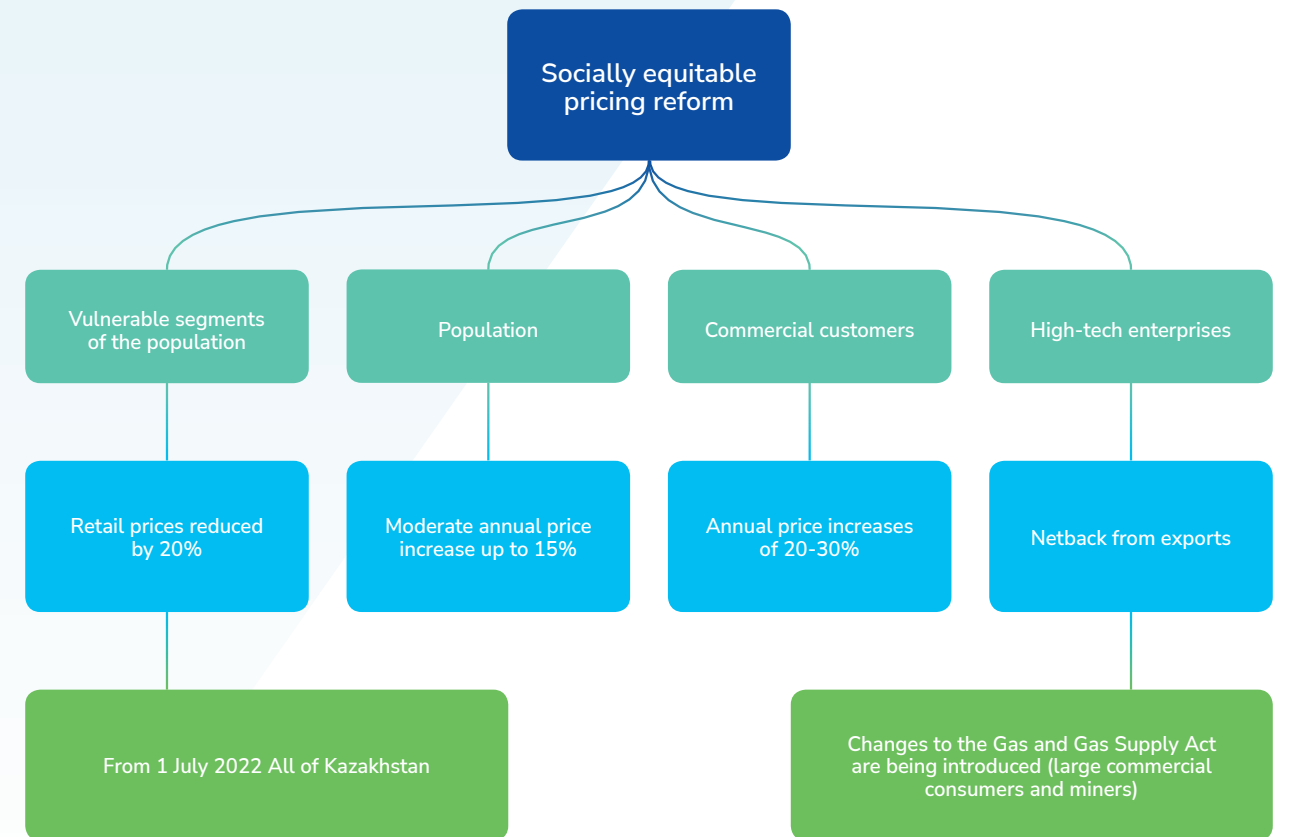 Socially equitable
pricing reform
Vulnerable segments
of the population
Population
Commercial customers
High-tech enterprises
Retail prices reduced
by 20%
Moderate annual price
increase up to 15%
Annual price increases
of 20-30%
Netback from exports
From 1 July 2022 All of Kazakhstan
Changes to the Gas and Gas Supply Act
are being introduced (large commercial
consumers and miners)